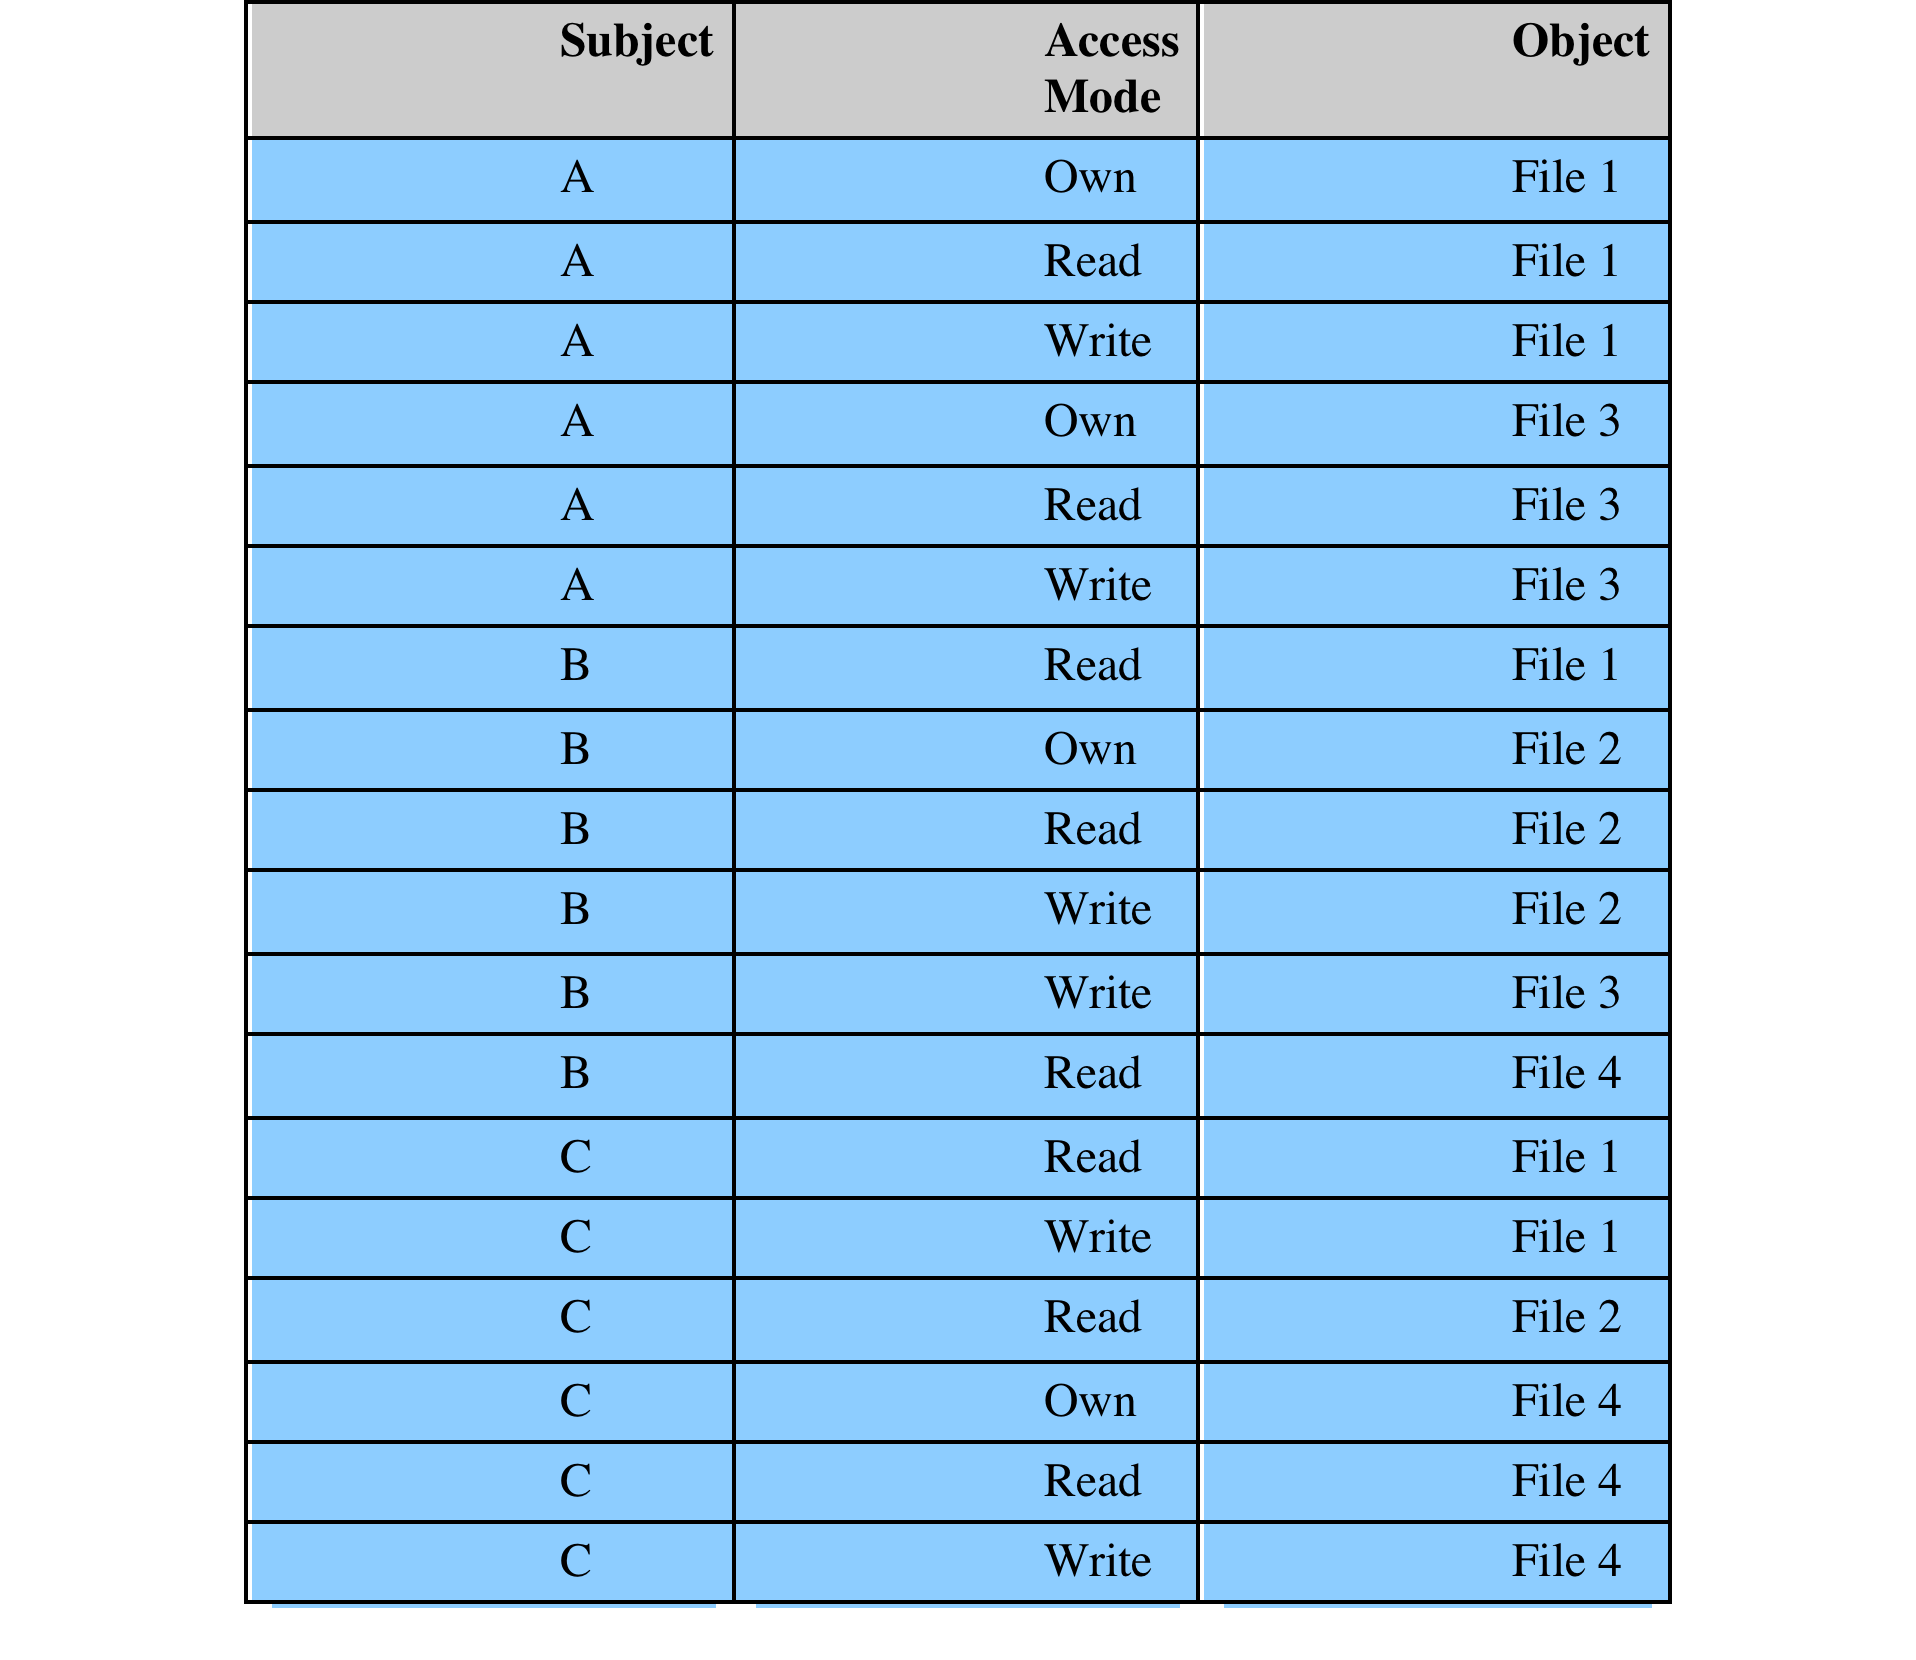 Subject Access Mode Object
A Own File 1
A Read File 1
A Write File 1
A Own File 3
A Read File 3
A Write File 3
B Read File 1
B Own File 2
B Read File 2
B Write File 2
B Write File 3
B Read File 4
C Read File 1
C Write File 1
C Read File 2
C Own File 4
C Read File 4
C Write File 4